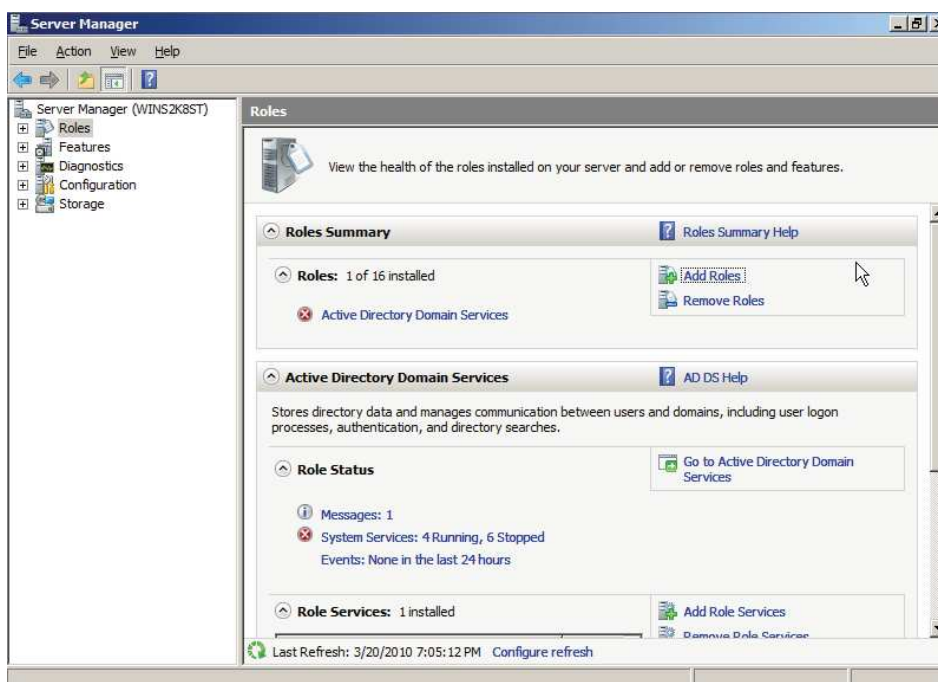 Server Manager
File Action View Help
Server Manager (WINS2K8ST)
Roles
Features
Diagnostics
Configuration
Storage
Roles
View the health of the roles installed on your server and add or remove roles and features.
Roles Summary
Roles Summary Help
Roles: 1 of 16 installed
Add Roles
Remove Roles
Active Directory Domain Services
Active Directory Domain Services
AD DS Help
Stores directory data and manages communication between users and domains, including user logon
processes, authentication, and directory searches.
Role Status
Go to Active Directory Domain
Services
Messages: 1
System Services: 4 Running, 6 Stopped
Events: None in the last 24 hours
Role Services: 1 installed
Add Role Services
Remove Role Services
Last Refresh: 3/20/2010 7:05:12 PM Configure refresh